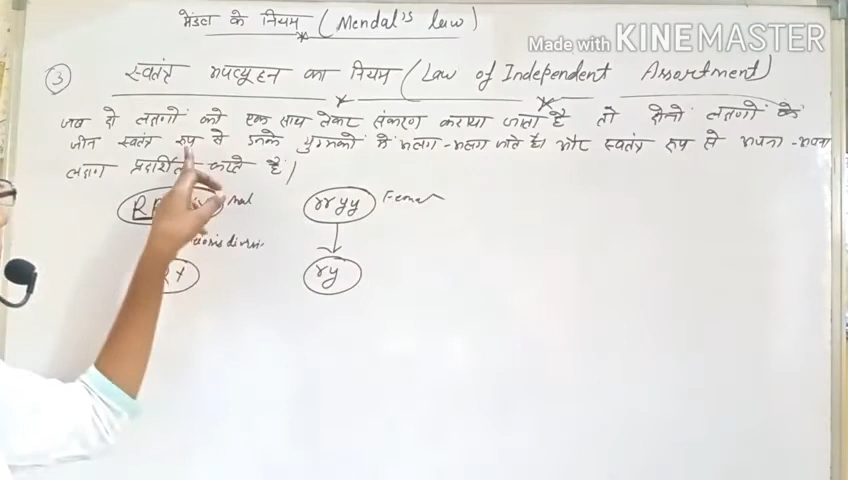 मेंडल के नियम (Mendal's law)
Made with KINEMASTER
③ स्वतंत्र अपव्यूहन का नियम (Law of Independent Assortment)
जब दो लक्षणों को एक साथ लेकर संकरण कराया जाता है तो दोनों लक्षणों के
जीन स्वतंत्र रूप से उनके युग्मकों में अलग-अलग जाते है। और स्वतंत्र रूप से अपना-अपना
लक्षण प्रदर्शित करते है।
rryy
ry